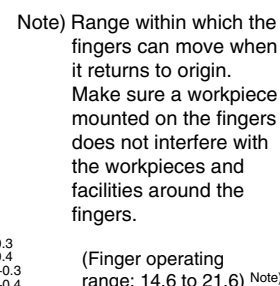 Note) Range within which the
fingers can move when
it returns to origin.
Make sure a workpiece
mounted on the fingers
does not interfere with
the workpieces and
facilities around the
fingers.
(Finger operating
range: 14.6 to 21.6) Note)